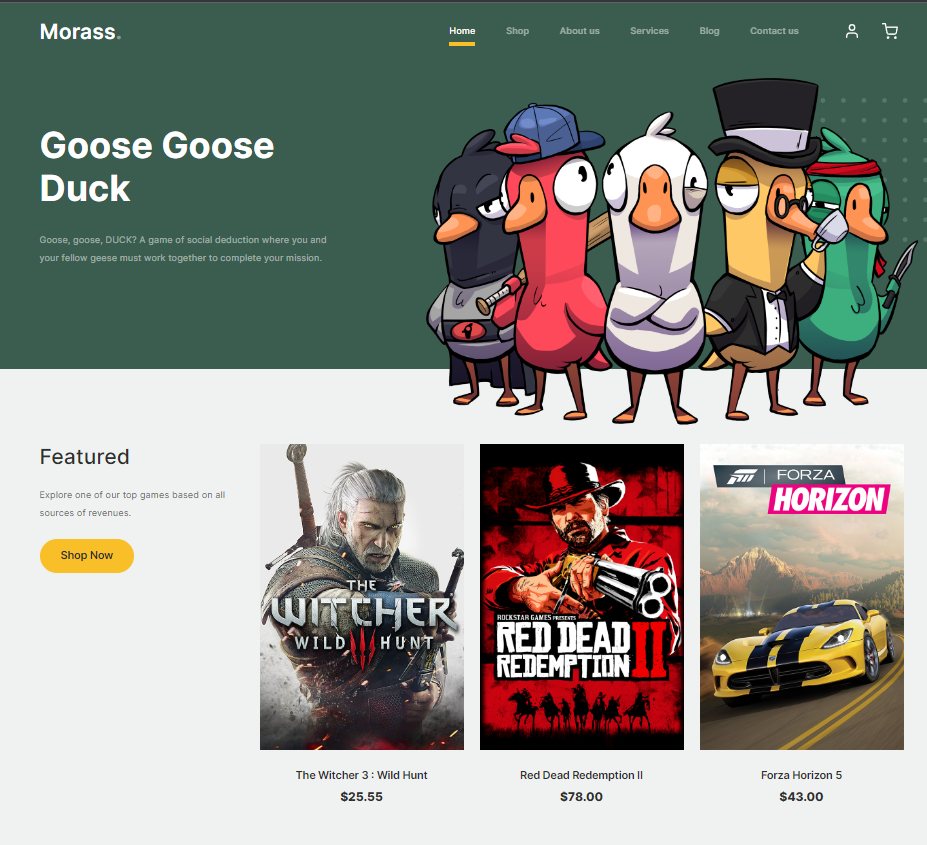 Morass.
Home Shop About us Services Blog Contact us
Goose Goose
Duck
Goose, goose, DUCK? A game of social deduction where you and
your fellow geese must work together to complete your mission.
Featured
Explore one of our top games based on all
sources of revenues.
Shop Now
THE
WITCHER
WILD III HUNT
ROCKSTAR GAMES PRESENTS
RED DEAD
REDEMPTION II
FORZA
HORIZON
The Witcher 3 : Wild Hunt
$25.55
Red Dead Redemption II
$78.00
Forza Horizon 5
$43.00